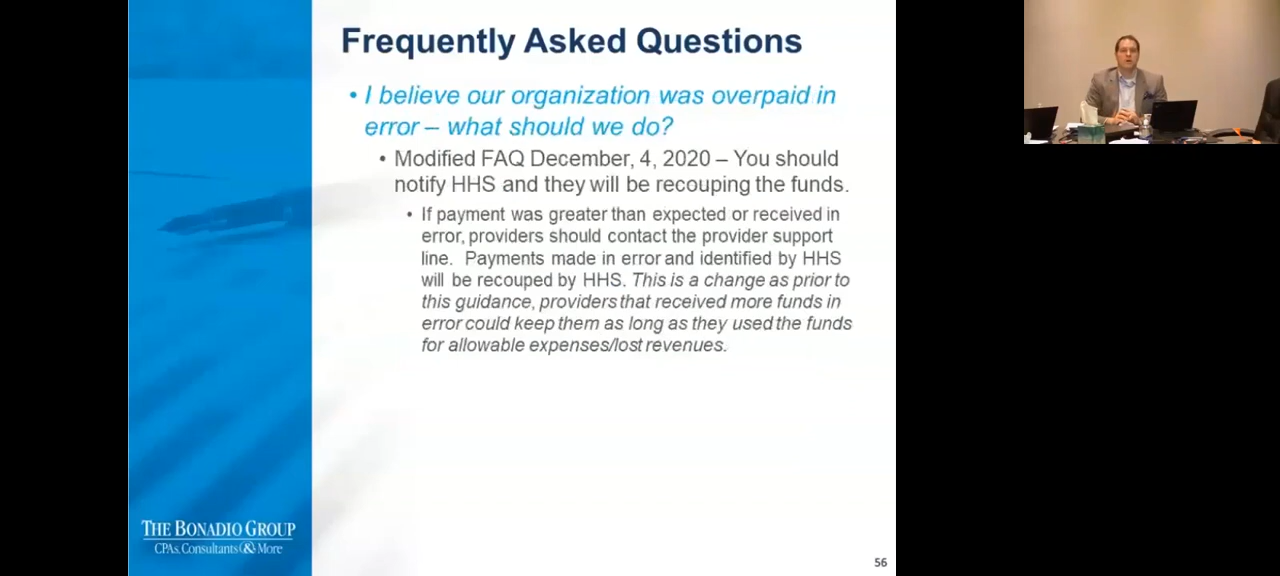 Frequently Asked Questions
• I believe our organization was overpaid in
error – what should we do?
• Modified FAQ December, 4, 2020 – You should
notify HHS and they will be recouping the funds.
• If payment was greater than expected or received in
error, providers should contact the provider support
line.  Payments made in error and identified by HHS
will be recouped by HHS. This is a change as prior to
this guidance, providers that received more funds in
error could keep them as long as they used the funds
for allowable expenses/lost revenues.
THE BONADIO GROUP
CPAs, Consultants & More
56